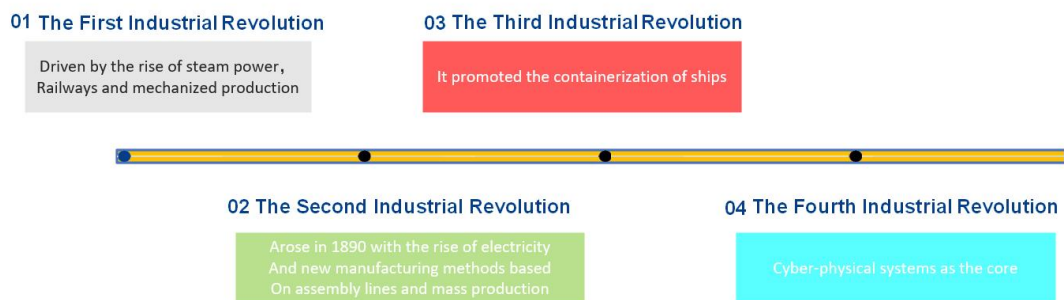 01 The First Industrial Revolution
Driven by the rise of steam power,
Railways and mechanized production
02 The Second Industrial Revolution
Arose in 1890 with the rise of electricity
And new manufacturing methods based
On assembly lines and mass production
03 The Third Industrial Revolution
It promoted the containerization of ships
04 The Fourth Industrial Revolution
Cyber-physical systems as the core